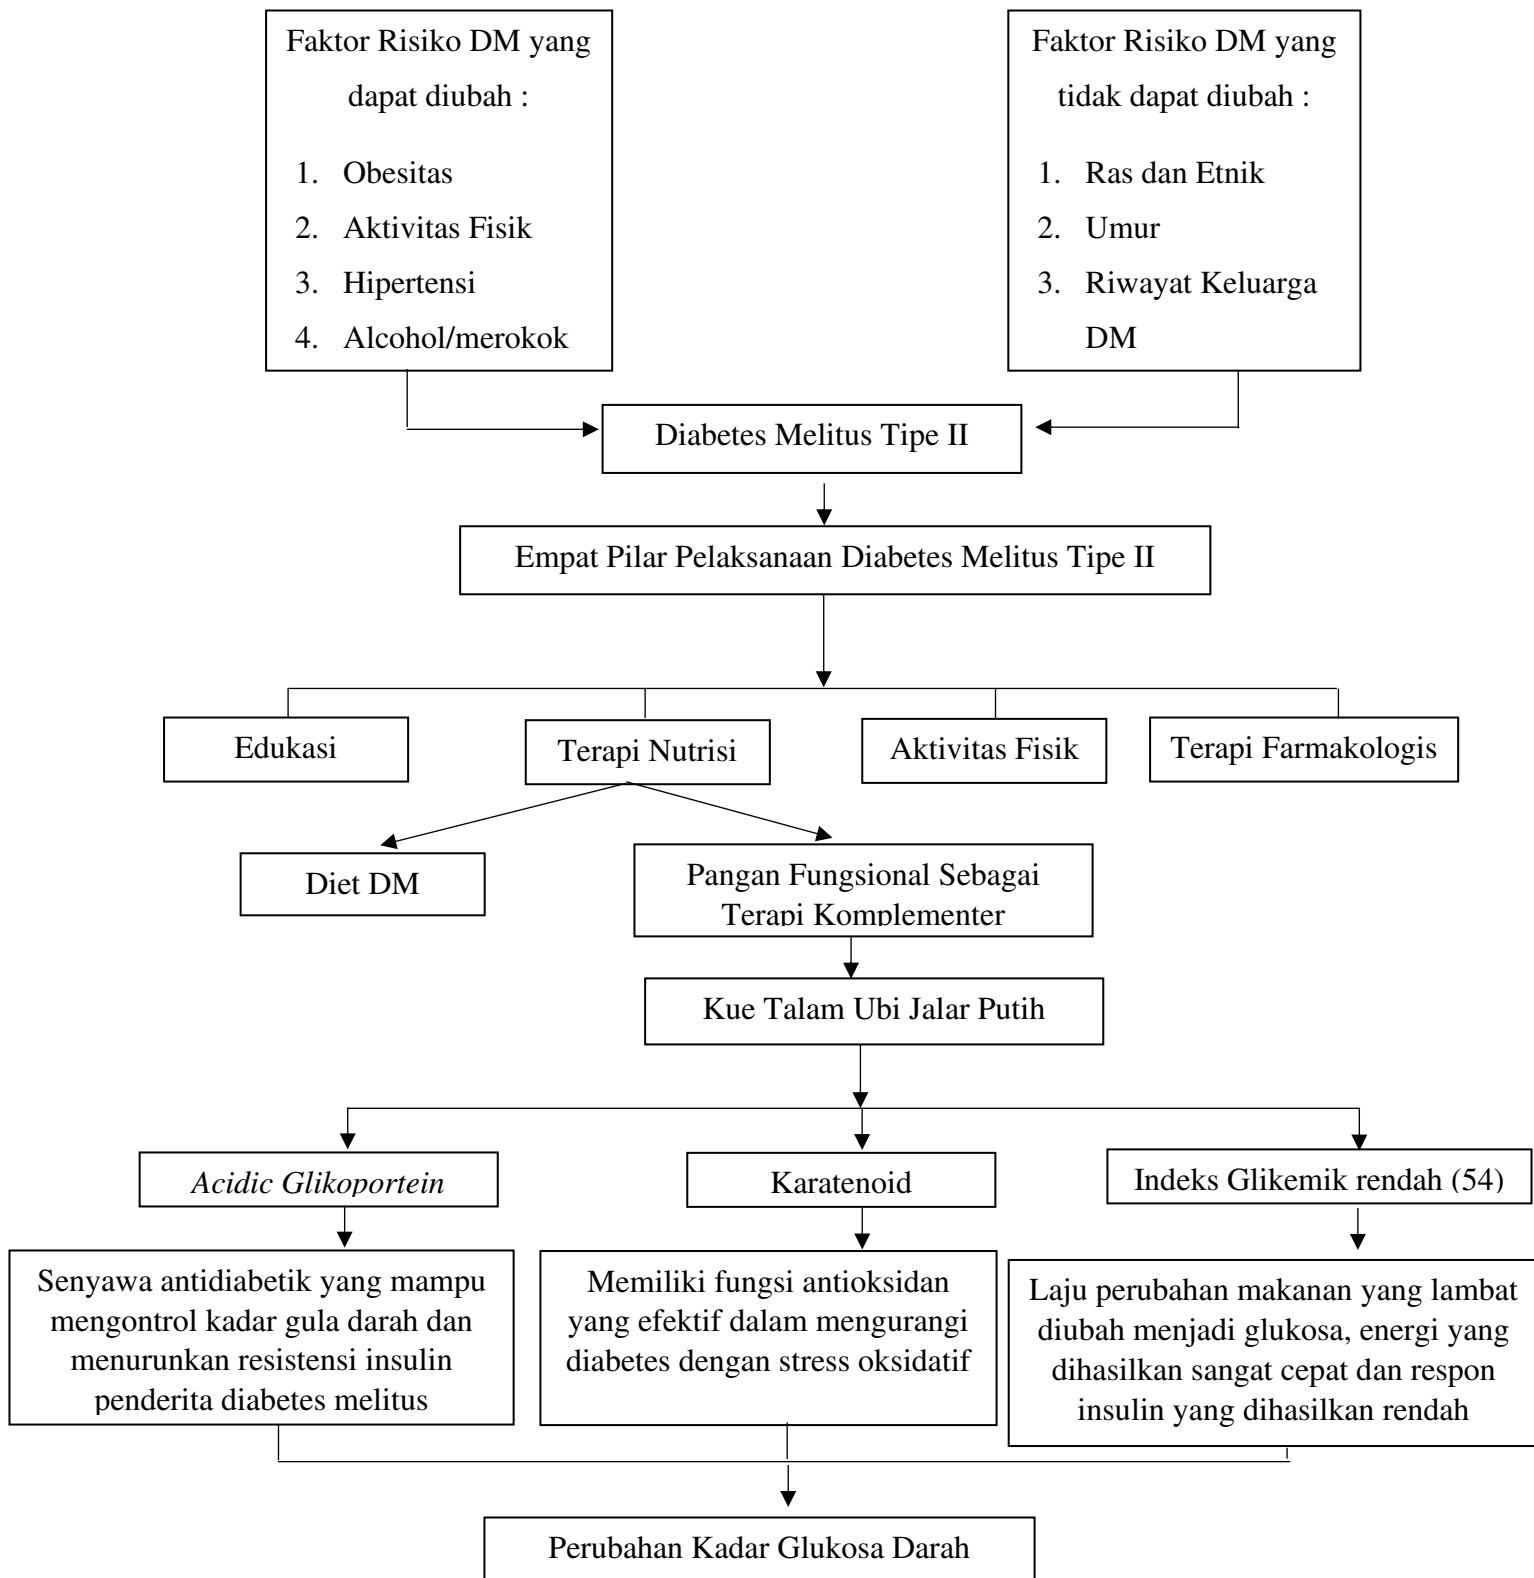 Faktor Risiko DM yang
dapat diubah :
1. Obesitas
2. Aktivitas Fisik
3. Hipertensi
4. Alcohol/merokok
Faktor Risiko DM yang
tidak dapat diubah :
1. Ras dan Etnik
2. Umur
3. Riwayat Keluarga
DM
Diabetes Melitus Tipe II
Empat Pilar Pelaksanaan Diabetes Melitus Tipe II
Edukasi
Terapi Nutrisi
Aktivitas Fisik
Terapi Farmakologis
Diet DM
Pangan Fungsional Sebagai
Terapi Komplementer
Kue Talam Ubi Jalar Putih
Acidic Glikoportein
Karatenoid
Indeks Glikemik rendah (54)
Senyawa antidiabetik yang mampu
mengontrol kadar gula darah dan
menurunkan resistensi insulin
penderita diabetes melitus
Memiliki fungsi antioksidan
yang efektif dalam mengurangi
diabetes dengan stress oksidatif
Laju perubahan makanan yang lambat
diubah menjadi glukosa, energi yang
dihasilkan sangat cepat dan respon
insulin yang dihasilkan rendah
Perubahan Kadar Glukosa Darah